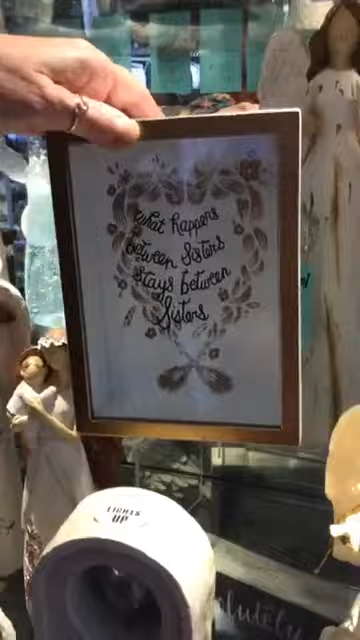 what happens
between Sisters
stays between
Sisters
LIGHTS
UP